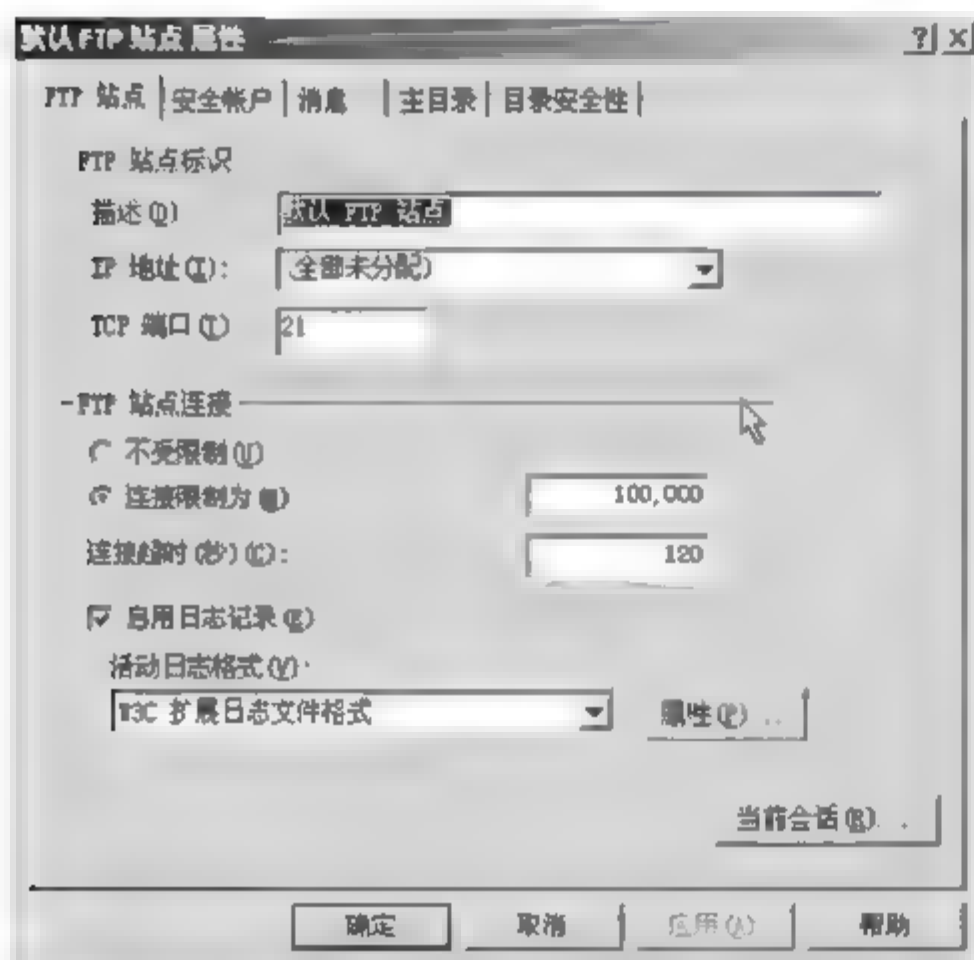 默认 FTP 站点 属性 ? ×
FTP 站点 安全帐户 消息 主目录 目录安全性
FTP 站点标识
描述(D) 默认 FTP 站点
IP 地址(I): (全部未分配)
TCP 端口(T) 21
FTP 站点连接
不受限制(U)
连接限制为(M) 100,000
连接超时(秒)(C): 120
启用日志记录(E)
活动日志格式(V):
W3C 扩展日志文件格式 属性(P)..
当前会话(R)..
确定 取消 应用(A) 帮助